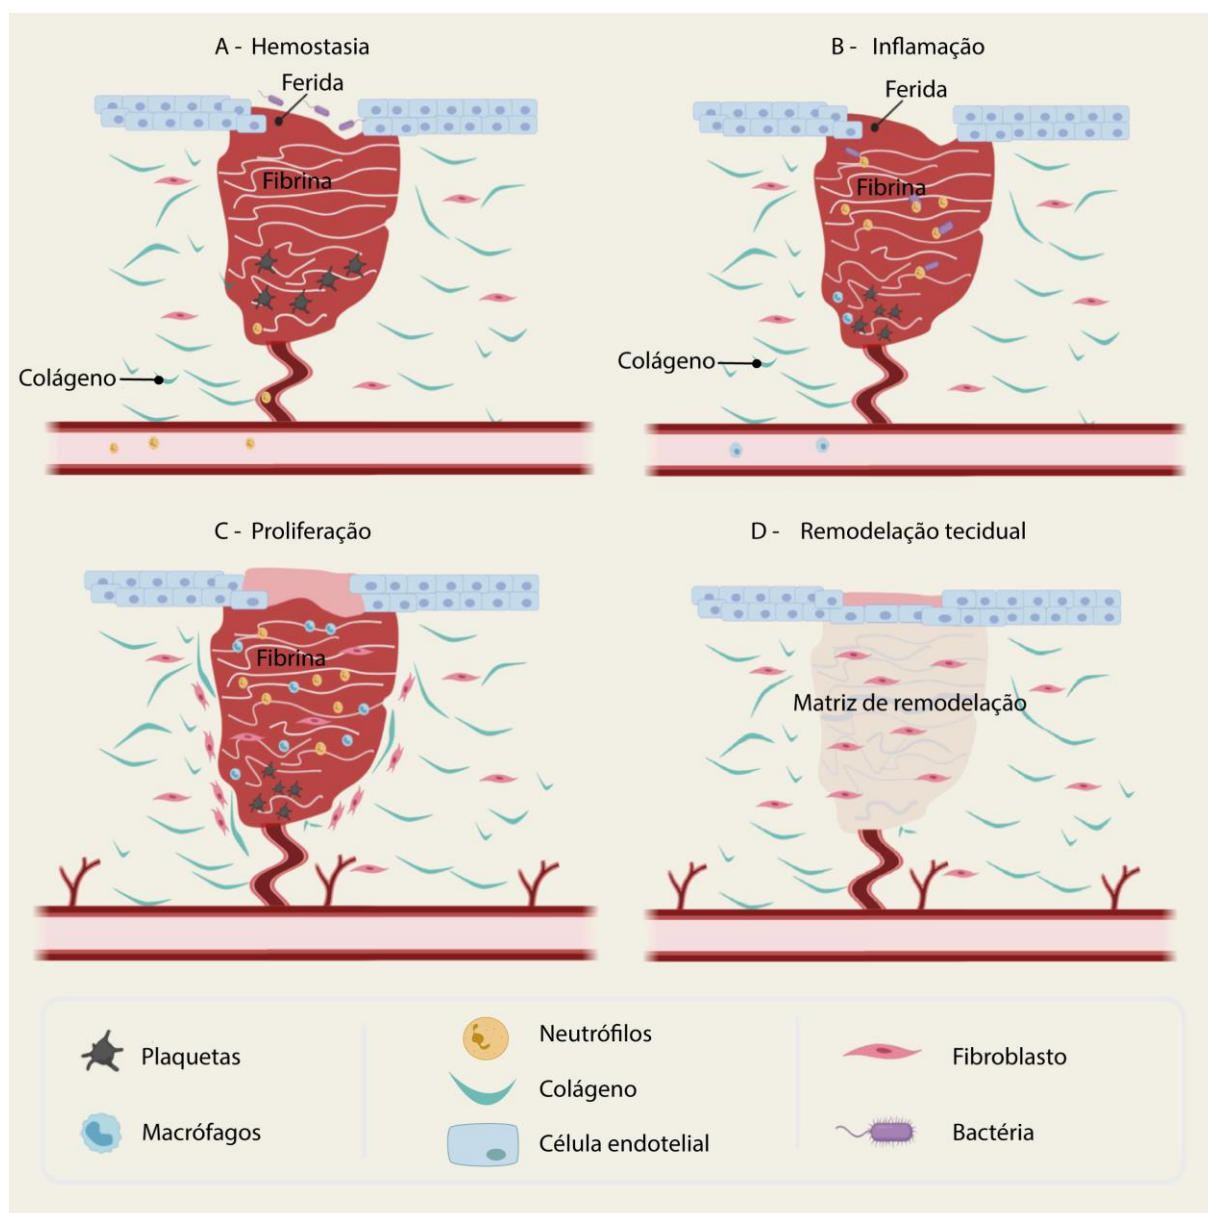 A - Hemostasia
Ferida
Fibrina
Colágeno
B - Inflamação
Ferida
Fibrina
Colágeno
C - Proliferação
Fibrina
D - Remodelação tecidual
Matriz de remodelação
Plaquetas
Macrófagos
Neutrófilos
Colágeno
Célula endotelial
Fibroblasto
Bactéria